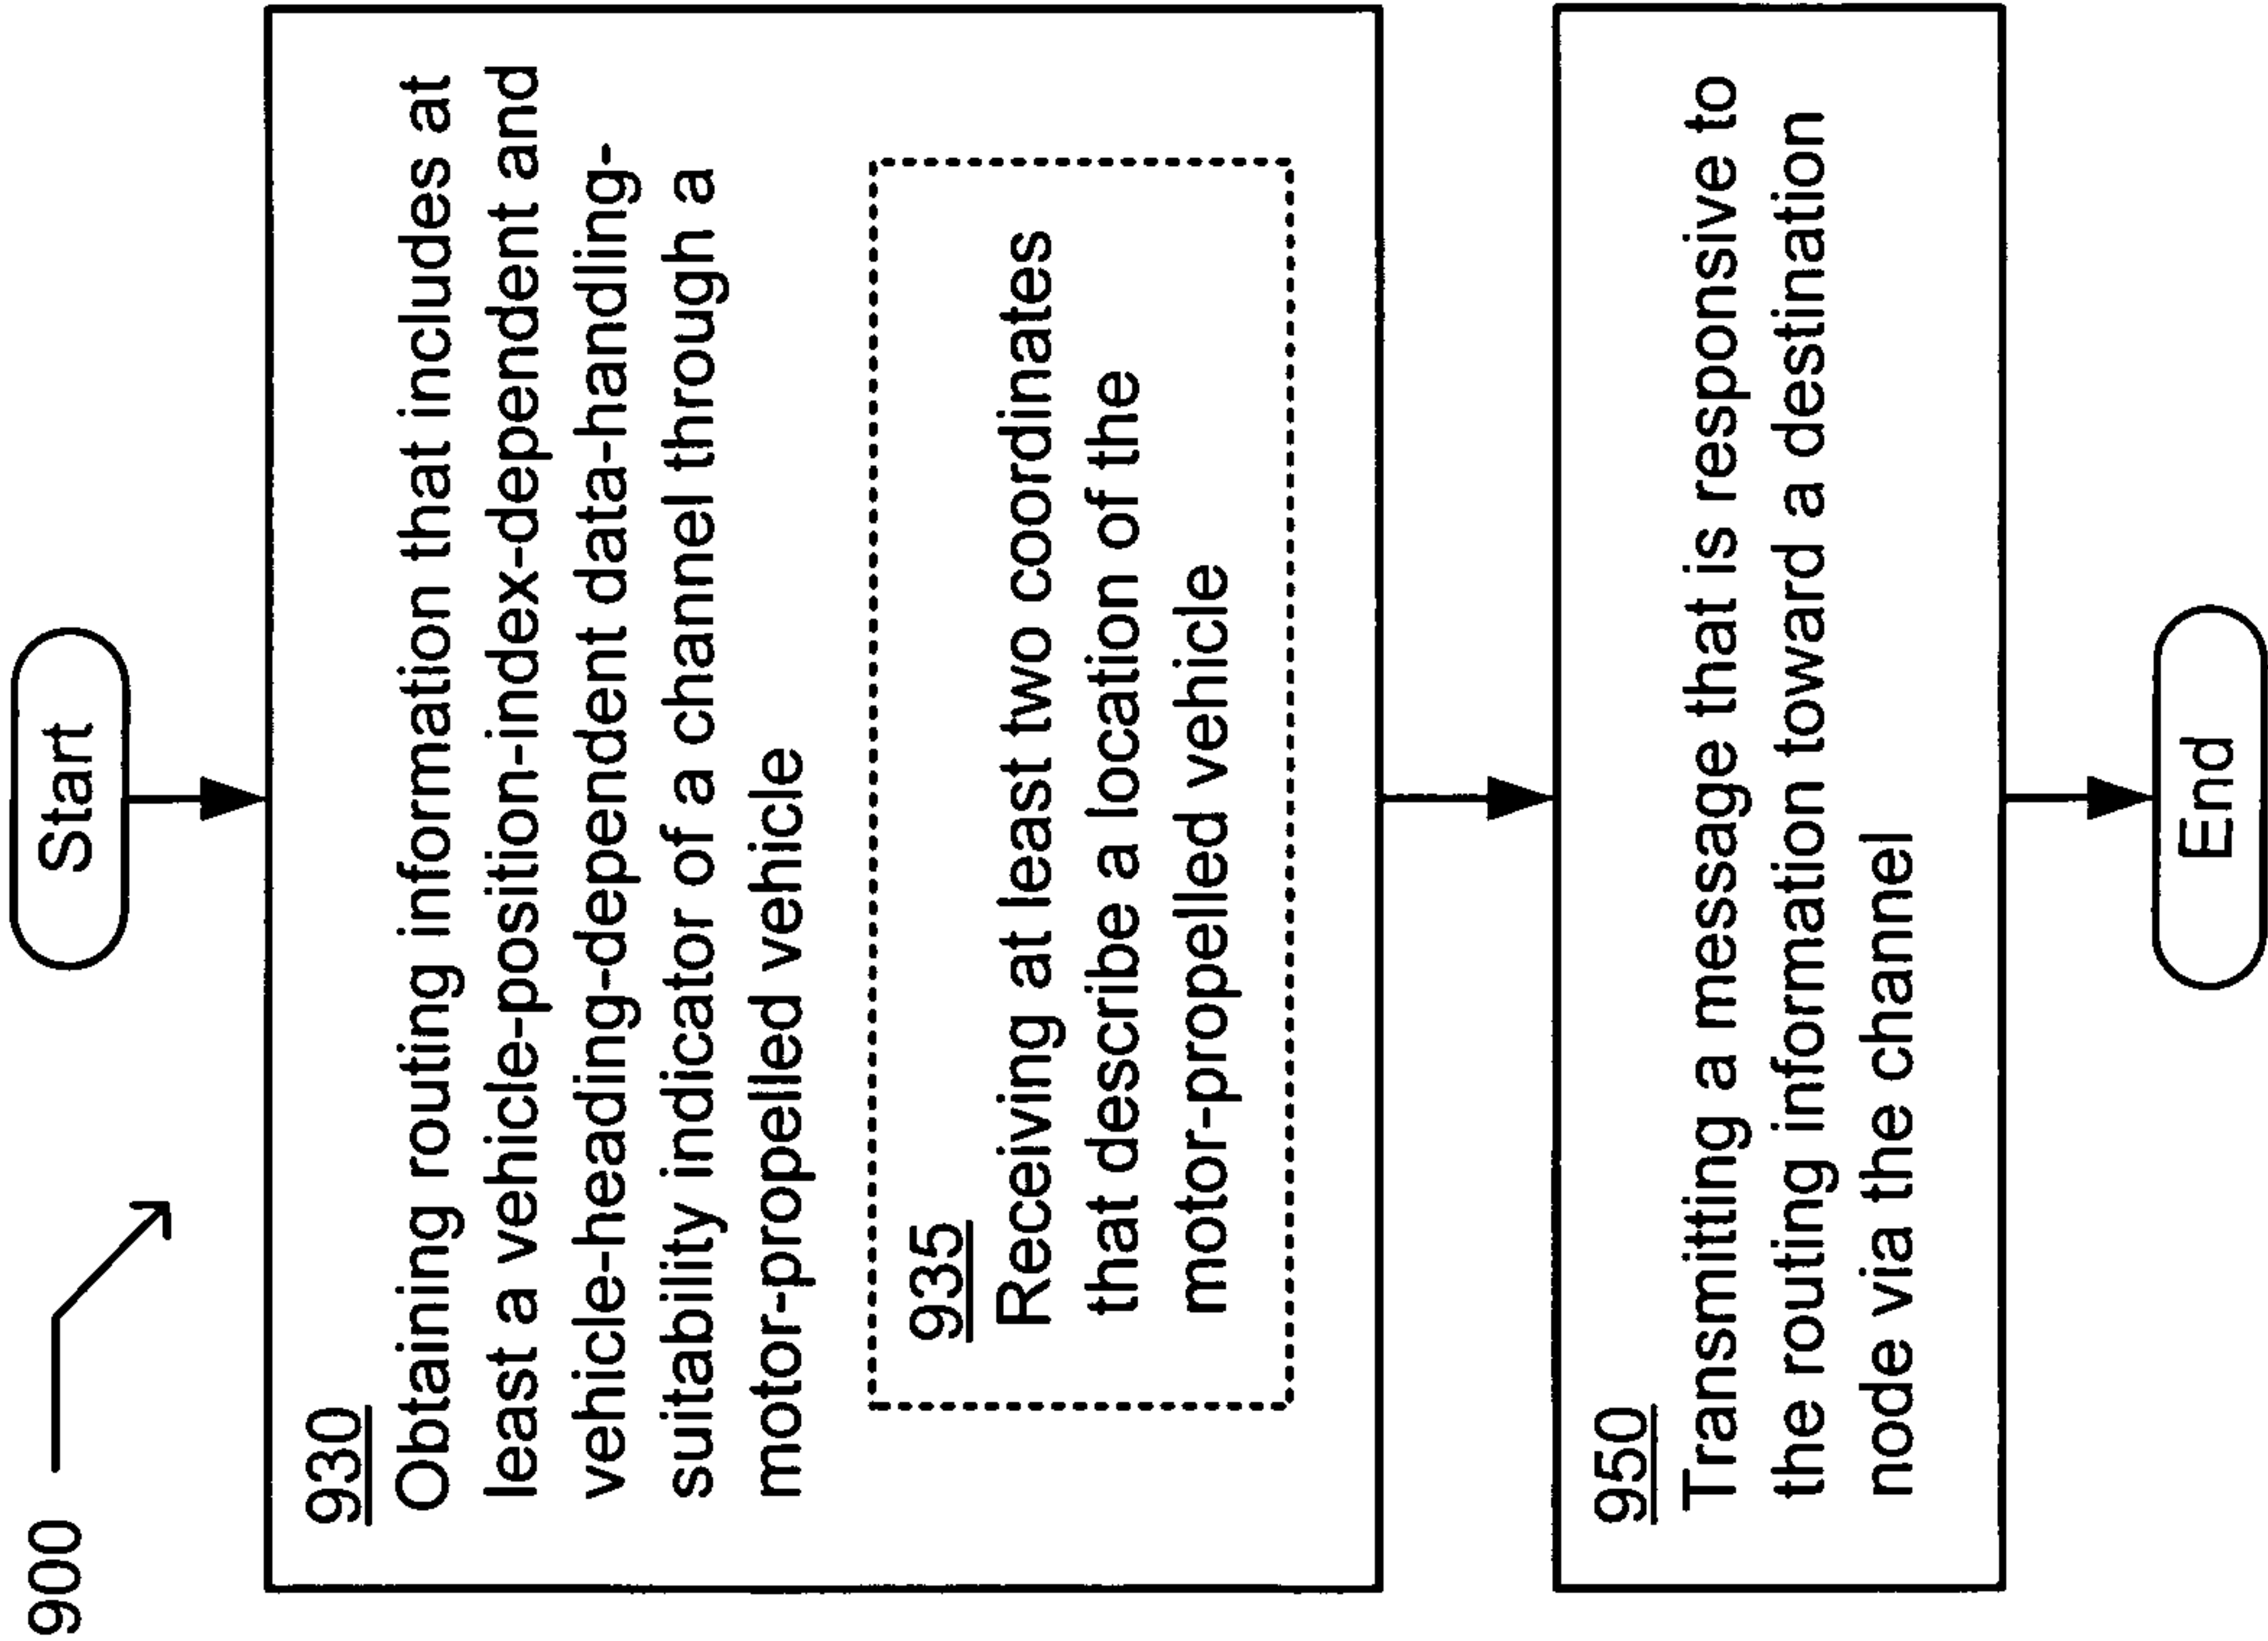 900
Start
930
Obtaining routing information that includes at
least a vehicle-position-index-dependent and
vehicle-heading-dependent data-handling-
suitability indicator of a channel through a
motor-propelled vehicle
935
Receiving at least two coordinates
that describe a location of the
motor-propelled vehicle
950
Transmitting a message that is responsive to
the routing information toward a destination
node via the channel
End